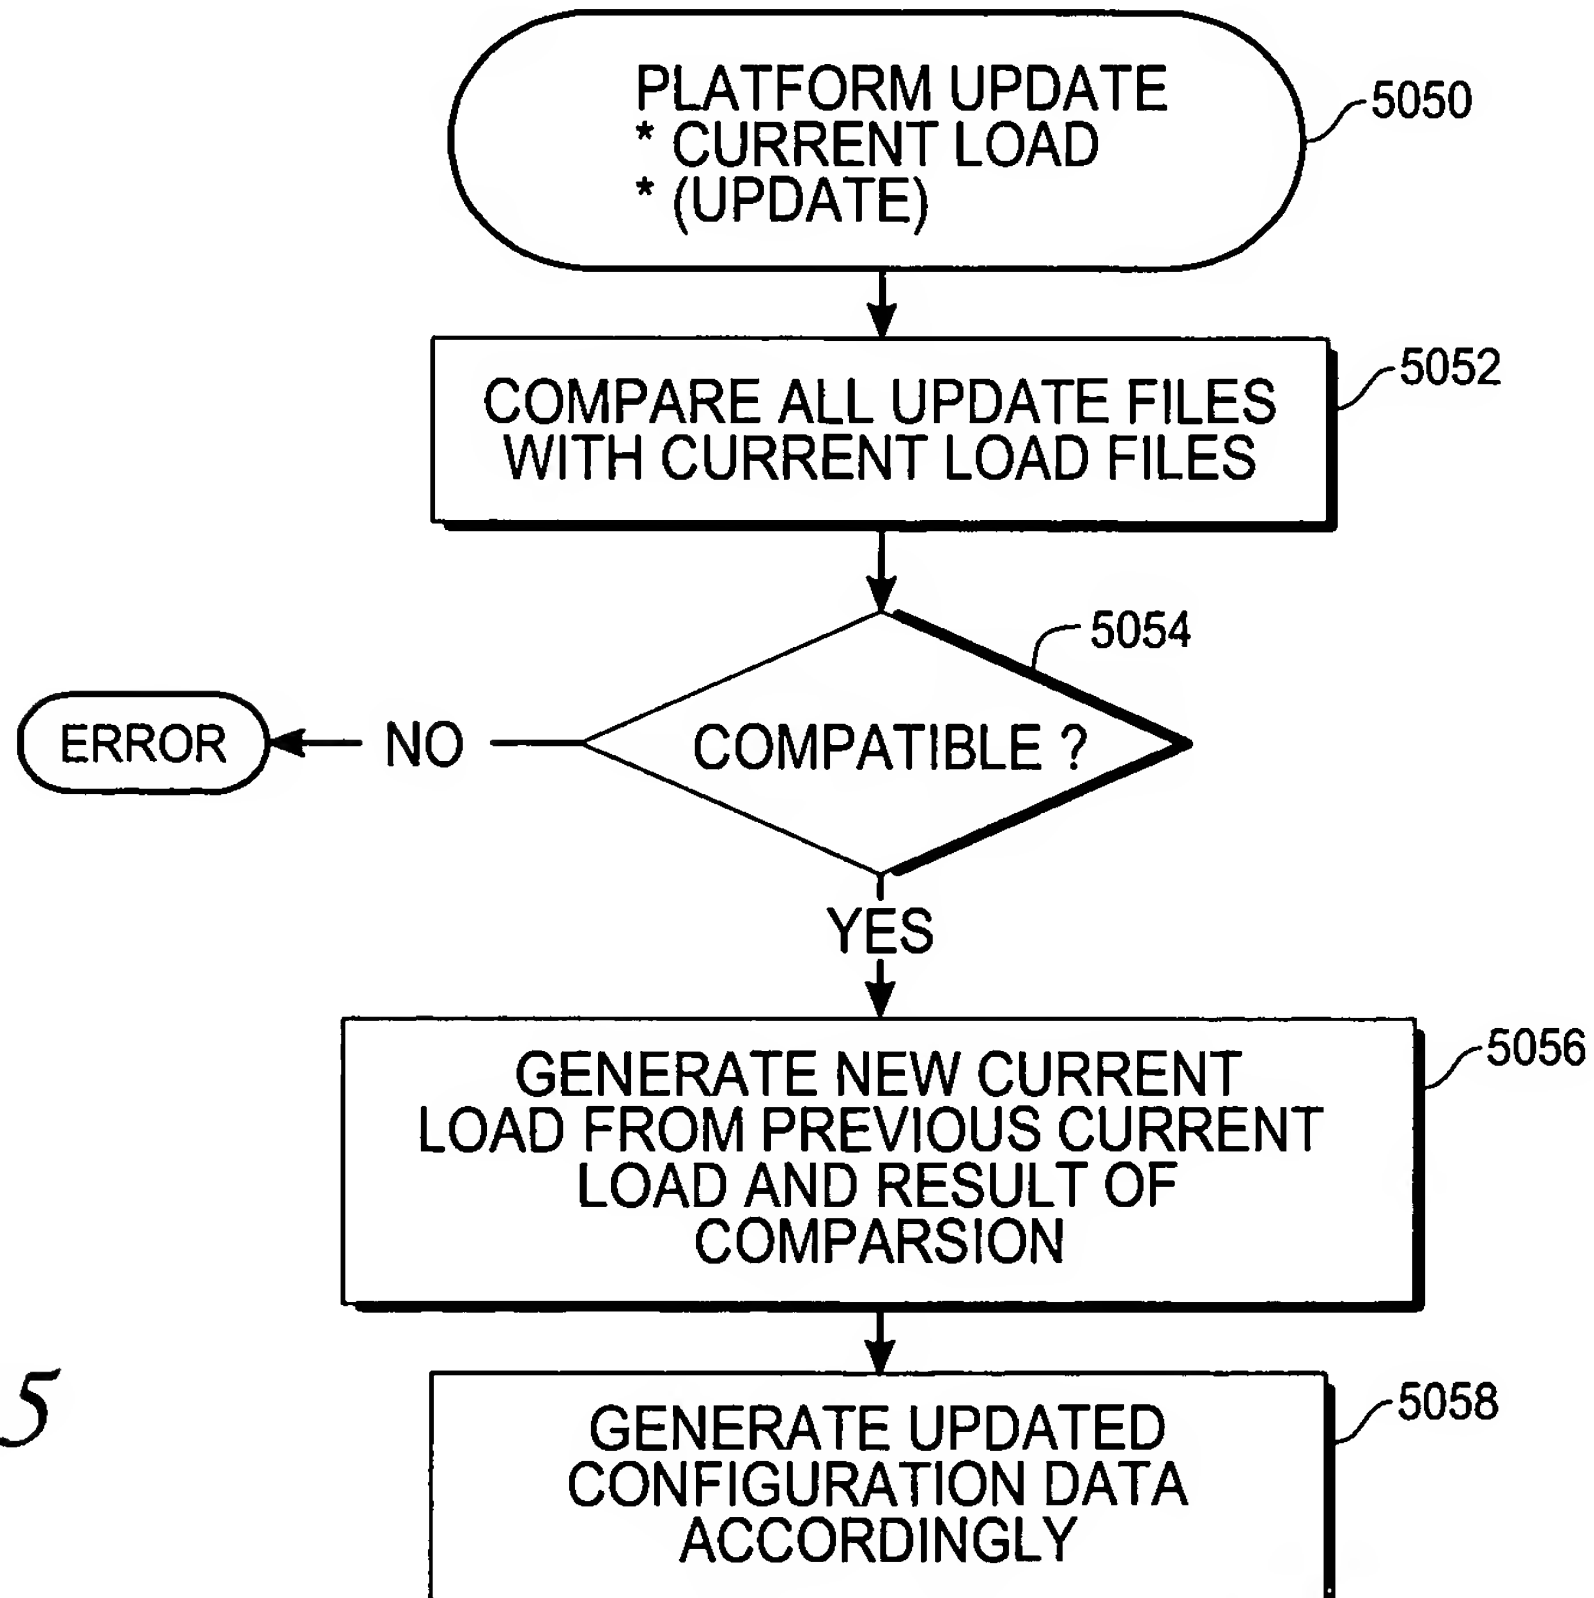 PLATFORM UPDATE
* CURRENT LOAD
* (UPDATE)
5050
COMPARE ALL UPDATE FILES
WITH CURRENT LOAD FILES
5052
5054
COMPATIBLE ?
NO
ERROR
YES
GENERATE NEW CURRENT
LOAD FROM PREVIOUS CURRENT
LOAD AND RESULT OF
COMPARSION
5056
GENERATE UPDATED
CONFIGURATION DATA
ACCORDINGLY
5058
5